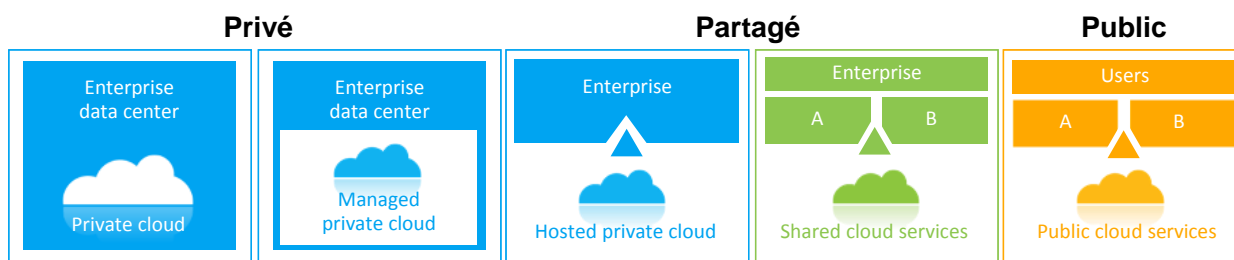 Privé
Partagé
Public
Enterprise
data center
Private cloud
Enterprise
data center
Managed
private cloud
Enterprise
Hosted private cloud
Enterprise
A
B
Shared cloud services
Users
A
B
Public cloud services